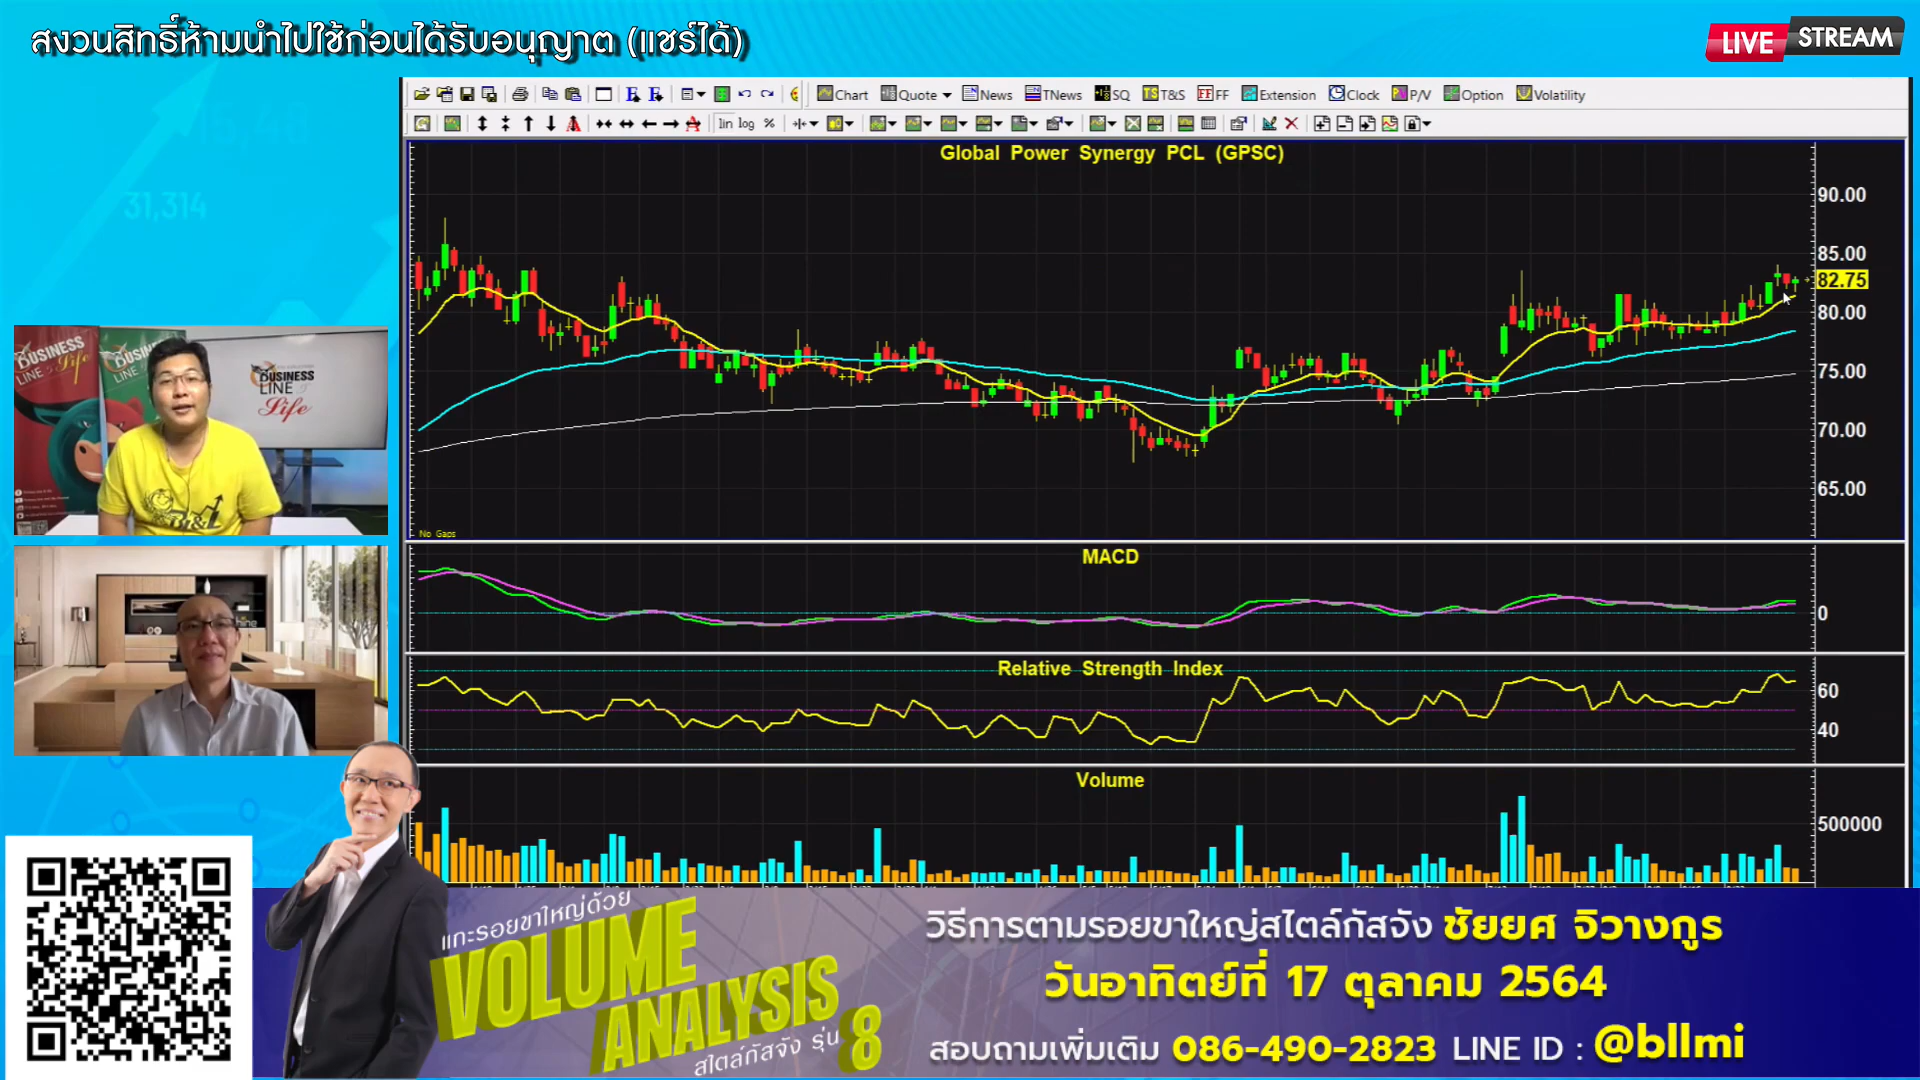 สงวนสิทธิ์ห้ามนำไปใช้ก่อนได้รับอนุญาต (แชร์ได้)
LIVE STREAM
15,148
31,314
Chart Quote News TNews SQ T&S FF Extension Clock P/V Option Volatility
lin log %
Global Power Synergy PCL (GPSC)
90.00
85.00
82.75
80.00
75.00
70.00
65.00
No Gaps
MACD
0
Relative Strength Index
60
40
Volume
500000
BUSINESS
LINE & Life
BUSINESS
LINE
BUSINESS
LINE &
Life
แกะรอยขาใหญ่ด้วย
VOLUME
ANALYSIS
สไตล์กัสจัง รุ่น 8
วิธีการตามรอยขาใหญ่สไตล์กัสจัง ชัยยศ จิวางกูร
วันอาทิตย์ที่ 17 ตุลาคม 2564
สอบถามเพิ่มเติม 086-490-2823 LINE ID : @bllmi